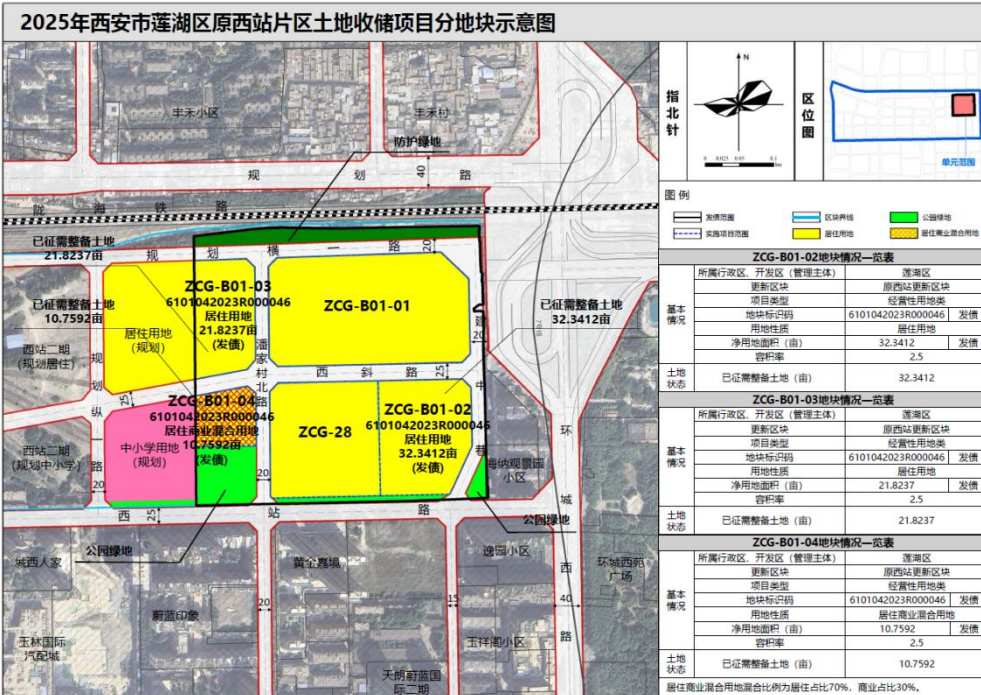 2025年西安市莲湖区原西站片区土地收储项目分地块示意图
丰禾小区
丰禾村
防护绿地
规 划 路
40
陇 海 铁 路
已征需整备土地
21.8237亩
规 划 横 一 路
20
ZCG-B01-03
6101042023R000046
居住用地
21.8237亩
(发债)
ZCG-B01-01
已征需整备土地
10.7592亩
已征需整备土地
32.3412亩
居住用地
(规划)
西站二期
(规划居住)
规划纵一路
潘家村北路
建中巷
20
西 斜 路
25
25
ZCG-B01-04
6101042023R000046
居住商业混合用地
10.7592亩
(发债)
ZCG-28
ZCG-B01-02
6101042023R000046
居住用地
32.3412亩
(发债)
中小学用地
(规划)
西站二期
(规划中小学)
海纳观景园
小区
环城西路
20
20
西 站 路
25
公园绿地
公园绿地
城西人家
黄金嘉境
逸园小区
环城西苑
广场
蔚蓝印象
20
15
40
玉林国际
汽配城
玉祥阁小区
天朗蔚蓝国
际二期
指北针
N
0 0.025 0.05 0.1
区位图
单元范围
图例
发债范围
区块界线
公园绿地
实施项目范围
居住用地
居住商业混合用地
ZCG-B01-02地块情况一览表
基本情况
所属行政区、开发区（管理主体） 莲湖区
更新区块 原西站更新区块
项目类型 经营性用地类
地块标识码 6101042023R000046 发债
用地性质 居住用地
净用地面积（亩） 32.3412 发债
容积率 2.5
土地状态 已征需整备土地（亩） 32.3412
ZCG-B01-03地块情况一览表
基本情况
所属行政区、开发区（管理主体） 莲湖区
更新区块 原西站更新区块
项目类型 经营性用地类
地块标识码 6101042023R000046 发债
用地性质 居住用地
净用地面积（亩） 21.8237 发债
容积率 2.5
土地状态 已征需整备土地（亩） 21.8237
ZCG-B01-04地块情况一览表
基本情况
所属行政区、开发区（管理主体） 莲湖区
更新区块 原西站更新区块
项目类型 经营性用地类
地块标识码 6101042023R000046 发债
用地性质 居住商业混合用地
净用地面积（亩） 10.7592 发债
容积率 2.5
土地状态 已征需整备土地（亩） 10.7592
居住商业混合用地混合比例为居住占比70%，商业占比30%。